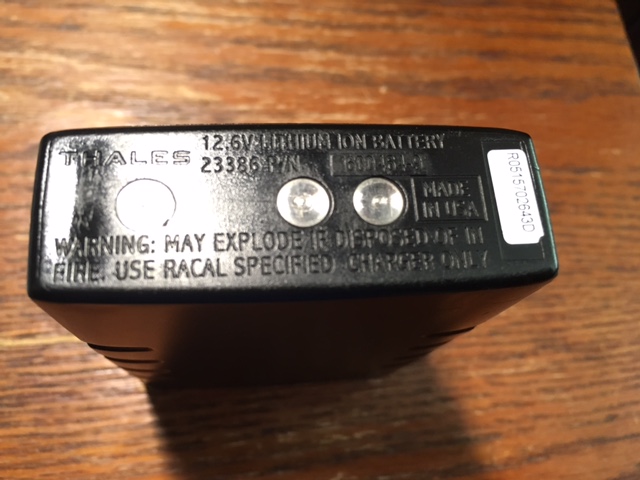 THALES
12.6V LITHIUM ION BATTERY
23386 P/N
MADE
IN USA
WARNING: MAY EXPLODE IF DISPOSED OF IN
FIRE. USE RACAL SPECIFIED CHARGER ONLY
R0515702643D